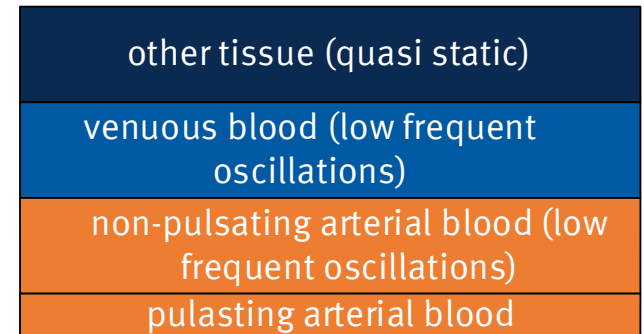 other tissue (quasi static)
venuous blood (low frequent
oscillations)
non-pulsating arterial blood (low
frequent oscillations)
pulasting arterial blood